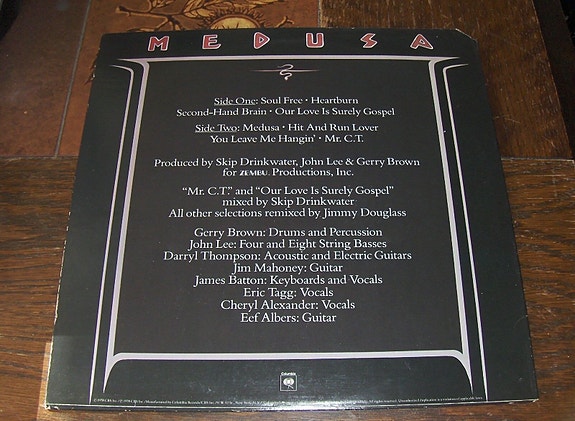 MEDUSA
Side One: Soul Free • Heartburn
Second-Hand Brain • Our Love Is Surely Gospel
Side Two: Medusa • Hit And Run Lover
You Leave Me Hangin' • Mr. C.T.
Produced by Skip Drinkwater, John Lee & Gerry Brown
for ZEMBU Productions, Inc.
"Mr. C.T." and "Our Love Is Surely Gospel"
mixed by Skip Drinkwater
All other selections remixed by Jimmy Douglass
Gerry Brown: Drums and Percussion
John Lee: Four and Eight String Basses
Darryl Thompson: Acoustic and Electric Guitars
Jim Mahoney: Guitar
James Batton: Keyboards and Vocals
Eric Tagg: Vocals
Cheryl Alexander: Vocals
Eef Albers: Guitar
Columbia